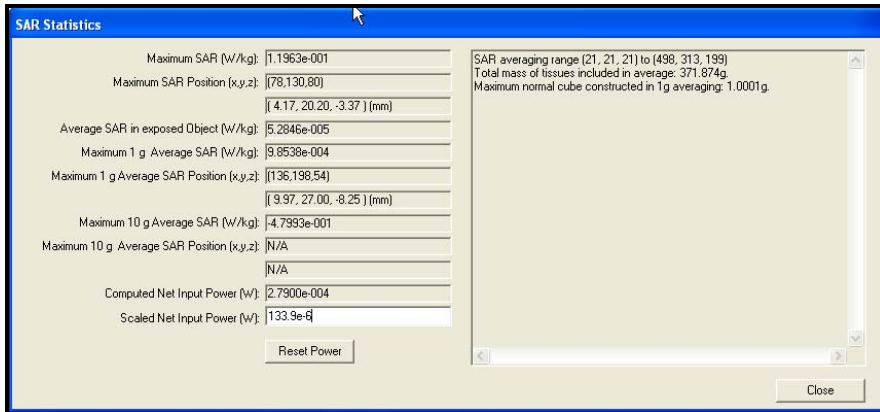 SAR Statistics
Maximum SAR (W/kg): 1.1963e-001
Maximum SAR Position (x,y,z): (78,130,80)
( 4.17, 20.20, -3.37 ) (mm)
Average SAR in exposed Object (W/kg): 5.2846e-005
Maximum 1 g Average SAR (W/kg): 9.8538e-004
Maximum 1 g Average SAR Position (x,y,z): (136,198,54)
( 9.97, 27.00, -8.25 ) (mm)
Maximum 10 g Average SAR (W/kg): -4.7993e-001
Maximum 10 g Average SAR Position (x,y,z): N/A
N/A
Computed Net Input Power (W): 2.7900e-004
Scaled Net Input Power (W): 133.9e-6
Reset Power
SAR averaging range (21, 21, 21) to (498, 313, 199)
Total mass of tissues included in average: 371.874g.
Maximum normal cube constructed in 1g averaging: 1.0001g.
Close